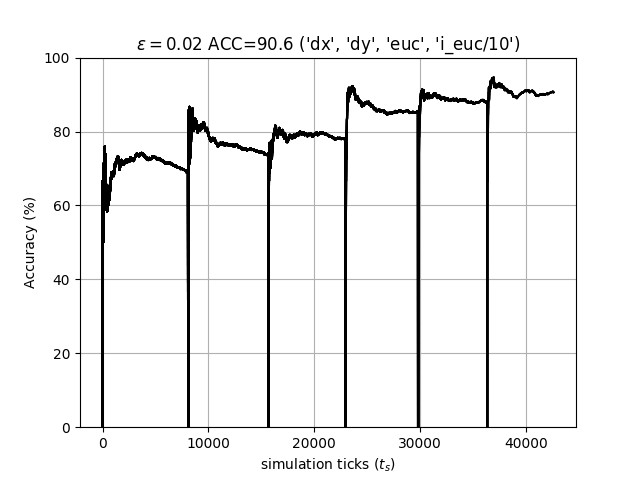 ε = 0.02 ACC=90.6 ('dx', 'dy', 'euc', 'i_euc/10')
100
80
60
40
20
0
Accuracy (%)
0 10000 20000 30000 40000
simulation ticks (tₛ)